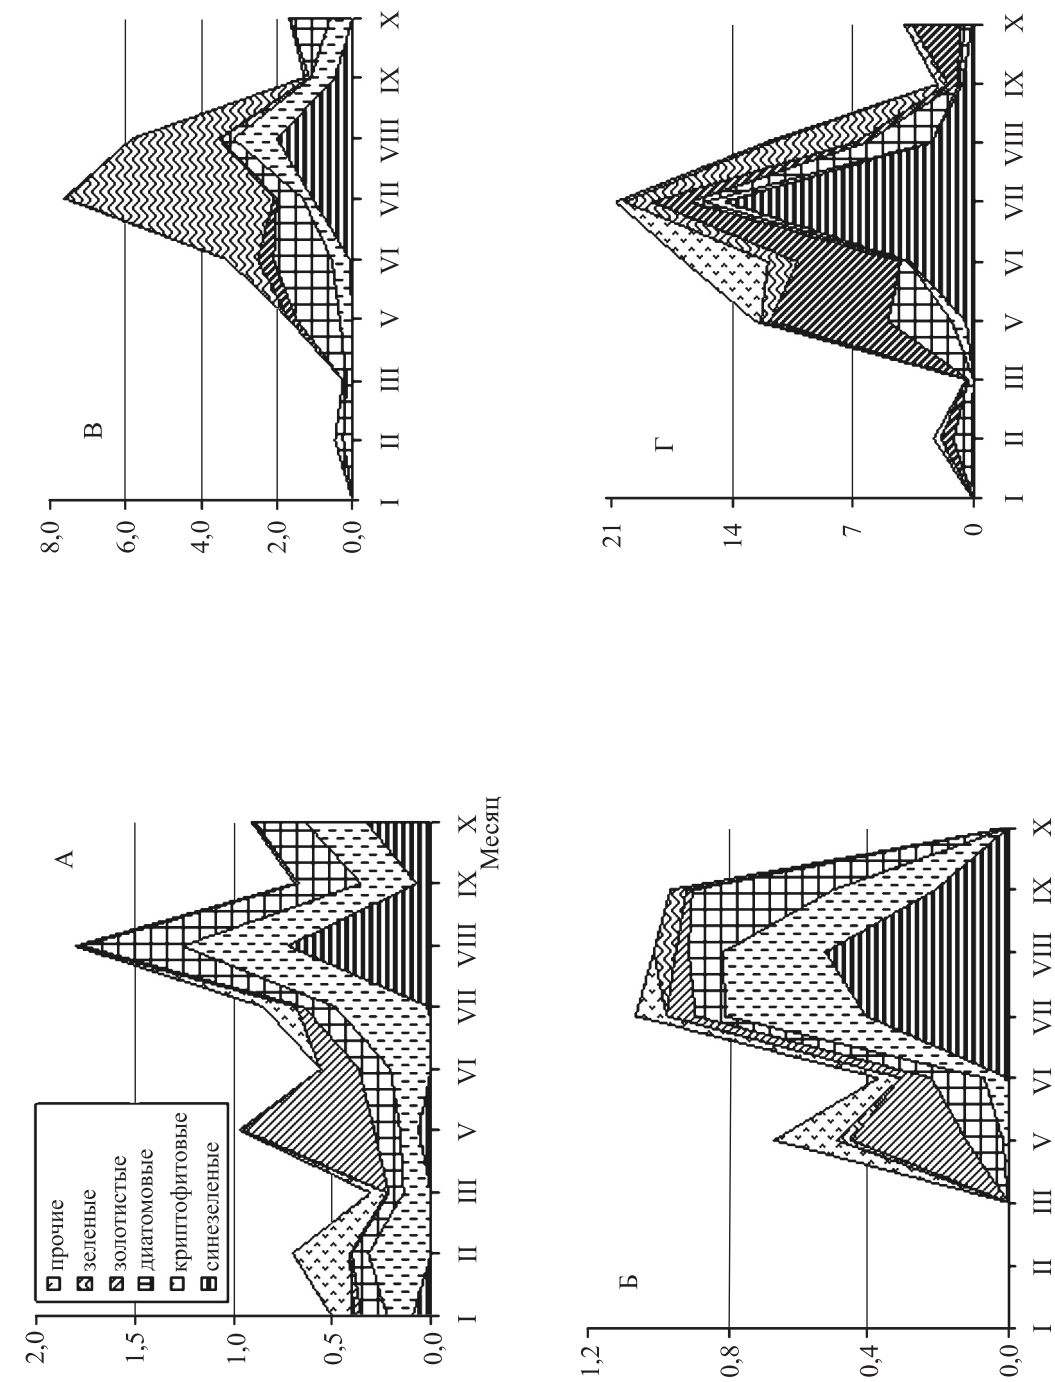 А
2,0
1,5
1,0
0,5
0,0
прочие
зеленые
золотистые
диатомовые
криптофитовые
синезеленые
I II III V VI VII VIII IX X
Месяц
Б
1,2
0,8
0,4
0,0
I II III V VI VII VIII IX X
В
8,0
6,0
4,0
2,0
0,0
I II III V VI VII VIII IX X
Г
21
14
7
0
I II III V VI VII VIII IX X